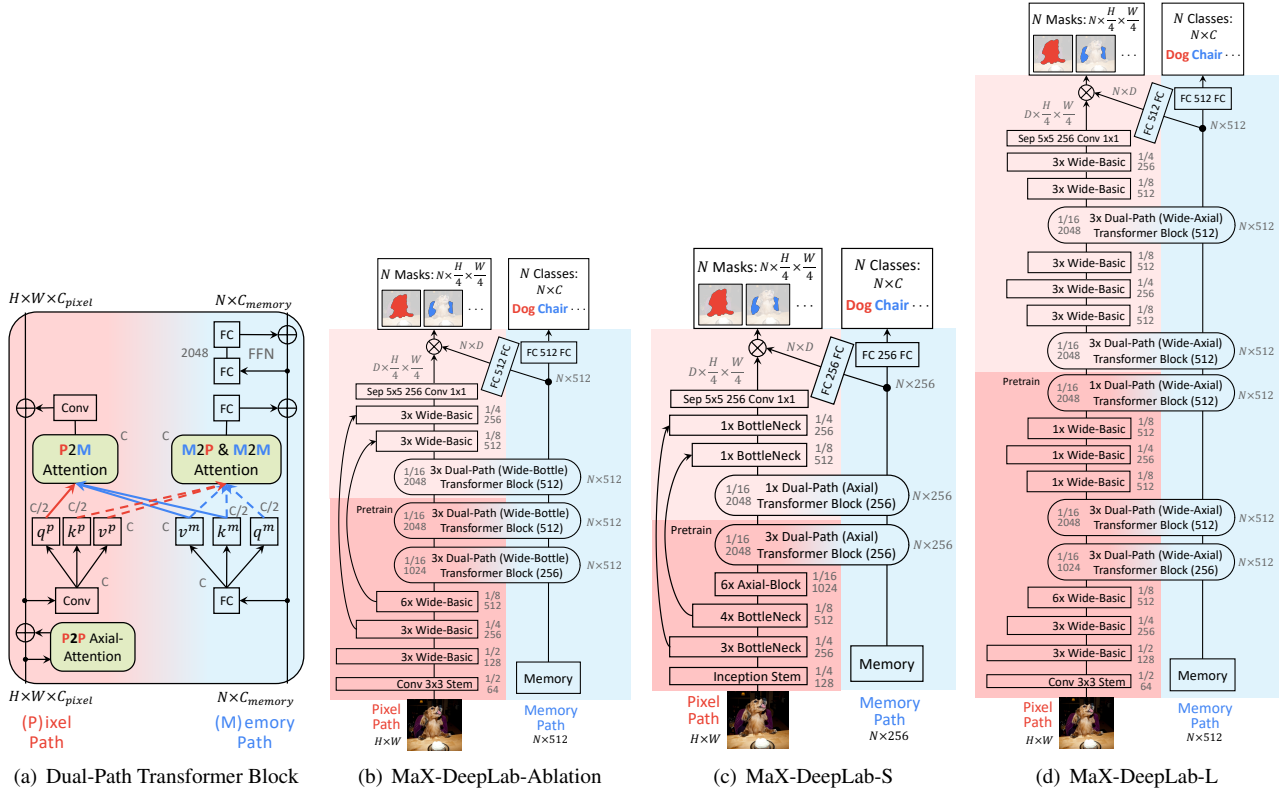 H×W×C_pixel
N×C_memory
FC
2048
FFN
FC
Conv
FC
C
C
P2M
Attention
M2P & M2M
Attention
C/2
C/2
C
C
C/2
C/2
q^p
k^p
v^p
v^m
k^m
q^m
C
C
Conv
FC
P2P Axial-
Attention
H×W×C_pixel
N×C_memory
(P)ixel
Path
(M)emory
Path
(a) Dual-Path Transformer Block
N Masks: N×H/4×W/4
...
N Classes:
N×C
Dog Chair ...
N×D
FC 512 FC
FC 512 FC
D×H/4×W/4
N×512
Sep 5x5 256 Conv 1x1
3x Wide-Basic
1/4
256
3x Wide-Basic
1/8
512
1/16
2048
3x Dual-Path (Wide-Bottle)
Transformer Block (512)
N×512
Pretrain
1/16
2048
3x Dual-Path (Wide-Bottle)
Transformer Block (512)
N×512
1/16
1024
3x Dual-Path (Wide-Bottle)
Transformer Block (256)
N×512
6x Wide-Basic
1/8
512
3x Wide-Basic
1/4
256
3x Wide-Basic
1/2
128
Conv 3x3 Stem
1/2
64
Memory
Pixel
Path
H×W
Memory
Path
N×512
(b) MaX-DeepLab-Ablation
N Masks: N×H/4×W/4
...
N Classes:
N×C
Dog Chair ...
N×D
FC 256 FC
FC 256 FC
D×H/4×W/4
N×256
Sep 5x5 256 Conv 1x1
1x BottleNeck
1/4
256
1x BottleNeck
1/8
512
1/16
2048
1x Dual-Path (Axial)
Transformer Block (256)
N×256
Pretrain
1/16
2048
3x Dual-Path (Axial)
Transformer Block (256)
N×256
6x Axial-Block
1/16
1024
4x BottleNeck
1/8
512
3x BottleNeck
1/4
256
Inception Stem
1/4
128
Memory
Pixel
Path
H×W
Memory
Path
N×256
(c) MaX-DeepLab-S
N Masks: N×H/4×W/4
...
N Classes:
N×C
Dog Chair ...
N×D
FC 512 FC
FC 512 FC
D×H/4×W/4
N×512
Sep 5x5 256 Conv 1x1
3x Wide-Basic
1/4
256
3x Wide-Basic
1/8
512
1/16
2048
3x Dual-Path (Wide-Axial)
Transformer Block (512)
N×512
3x Wide-Basic
1/8
512
3x Wide-Basic
1/4
256
3x Wide-Basic
1/8
512
1/16
2048
3x Dual-Path (Wide-Axial)
Transformer Block (512)
N×512
Pretrain
1/16
2048
1x Dual-Path (Wide-Axial)
Transformer Block (512)
N×512
1x Wide-Basic
1/8
512
1x Wide-Basic
1/4
256
1x Wide-Basic
1/8
512
1/16
2048
3x Dual-Path (Wide-Axial)
Transformer Block (512)
N×512
1/16
1024
3x Dual-Path (Wide-Axial)
Transformer Block (256)
N×512
6x Wide-Basic
1/8
512
3x Wide-Basic
1/4
256
3x Wide-Basic
1/2
128
Conv 3x3 Stem
1/2
64
Memory
Pixel
Path
H×W
Memory
Path
N×512
(d) MaX-DeepLab-L